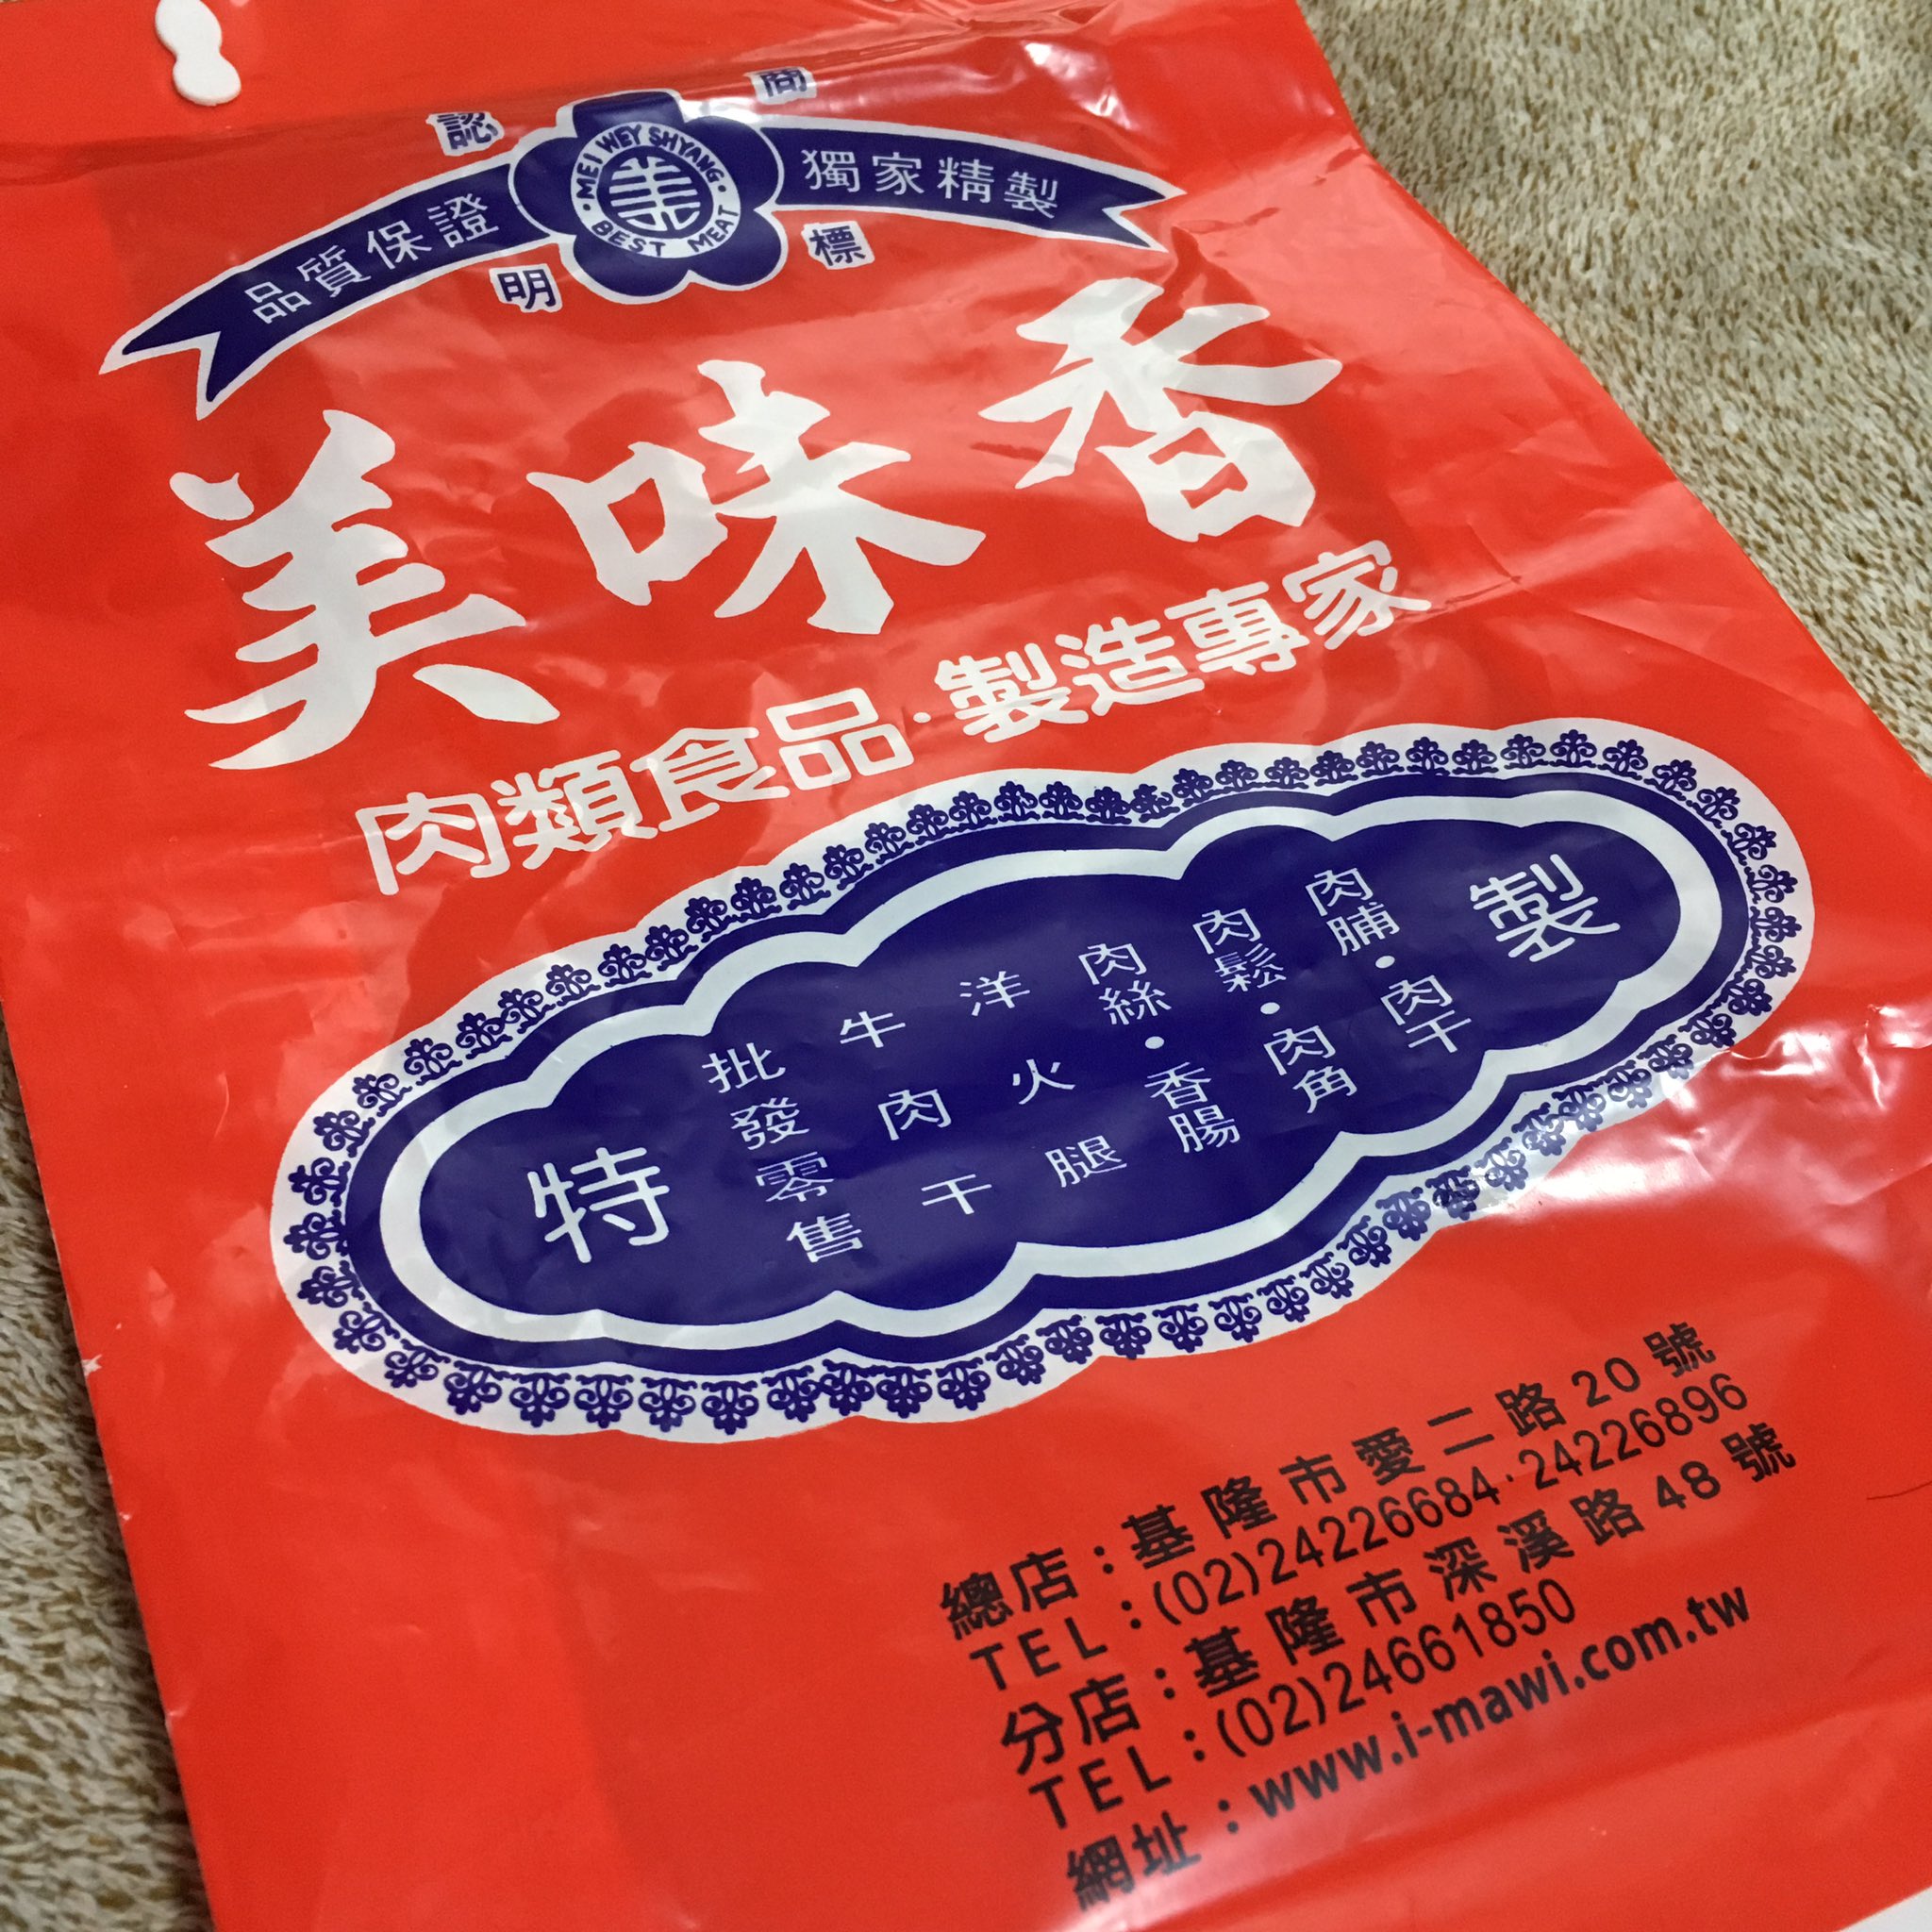 認 明 商 標
品質保證
MEI WEY SHYANG
美
BEST MEAT
獨家精製
美味香
肉類食品・製造專家
特製
肉脯・肉干
肉鬆・肉角
肉絲・香腸
洋火腿
牛肉干
批發零售
總店：基隆市愛二路20號
TEL：(02)24226684・24226896
分店：基隆市深溪路48號
TEL：(02)24661850
網址：www.i-mawi.com.tw